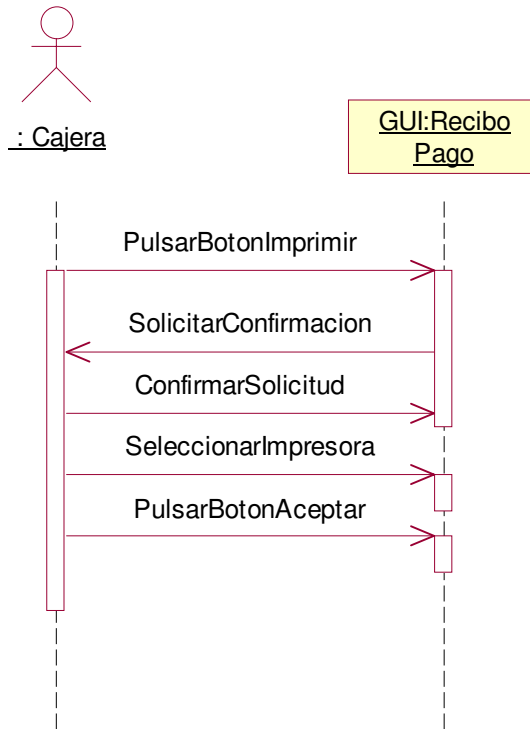 : Cajera
GUI:Recibo
Pago
PulsarBotonImprimir
SolicitarConfirmacion
ConfirmarSolicitud
SeleccionarImpresora
PulsarBotonAceptar